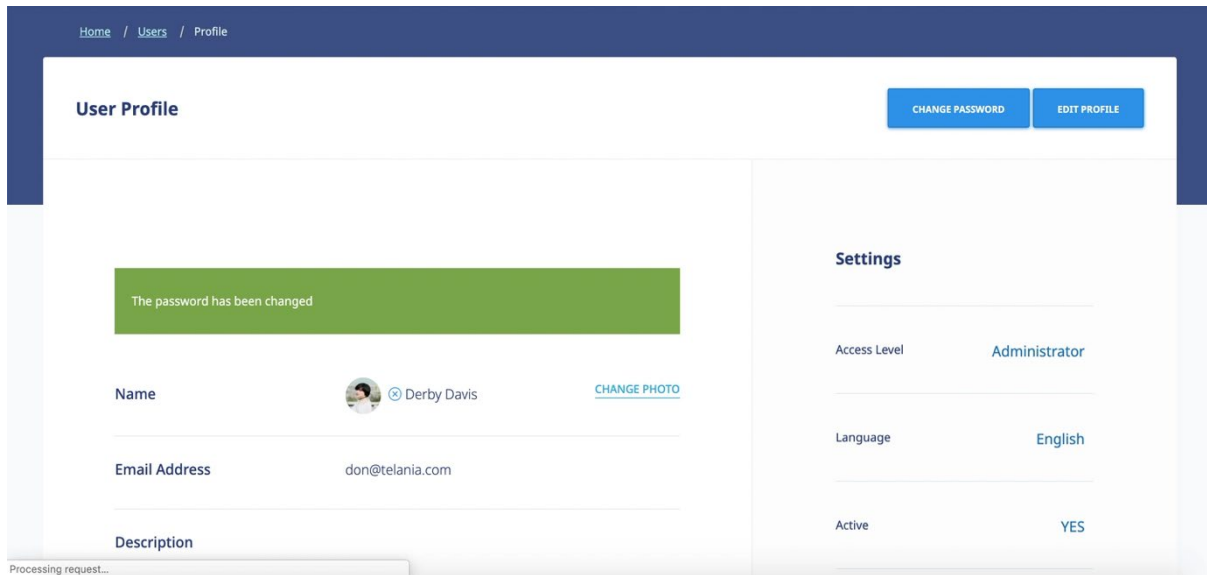 Home / Users / Profile
User Profile
CHANGE PASSWORD
EDIT PROFILE
The password has been changed
Name
Derby Davis
CHANGE PHOTO
Email Address
don@telania.com
Description
Settings
Access Level
Administrator
Language
English
Active
YES
Processing request...